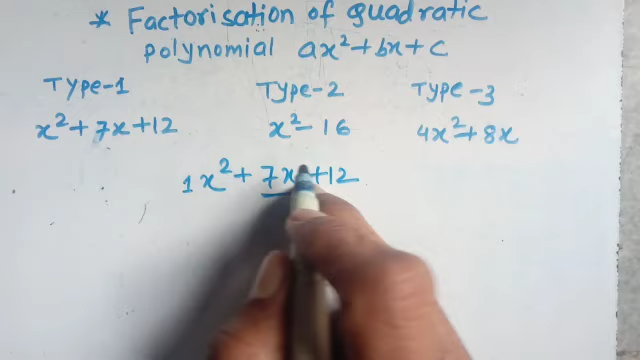 * Factorisation of quadratic
polynomial ax²+bx+c
Type-1 Type-2 Type-3
x²+7x+12 x²-16 4x²+8x
1x²+7x+12